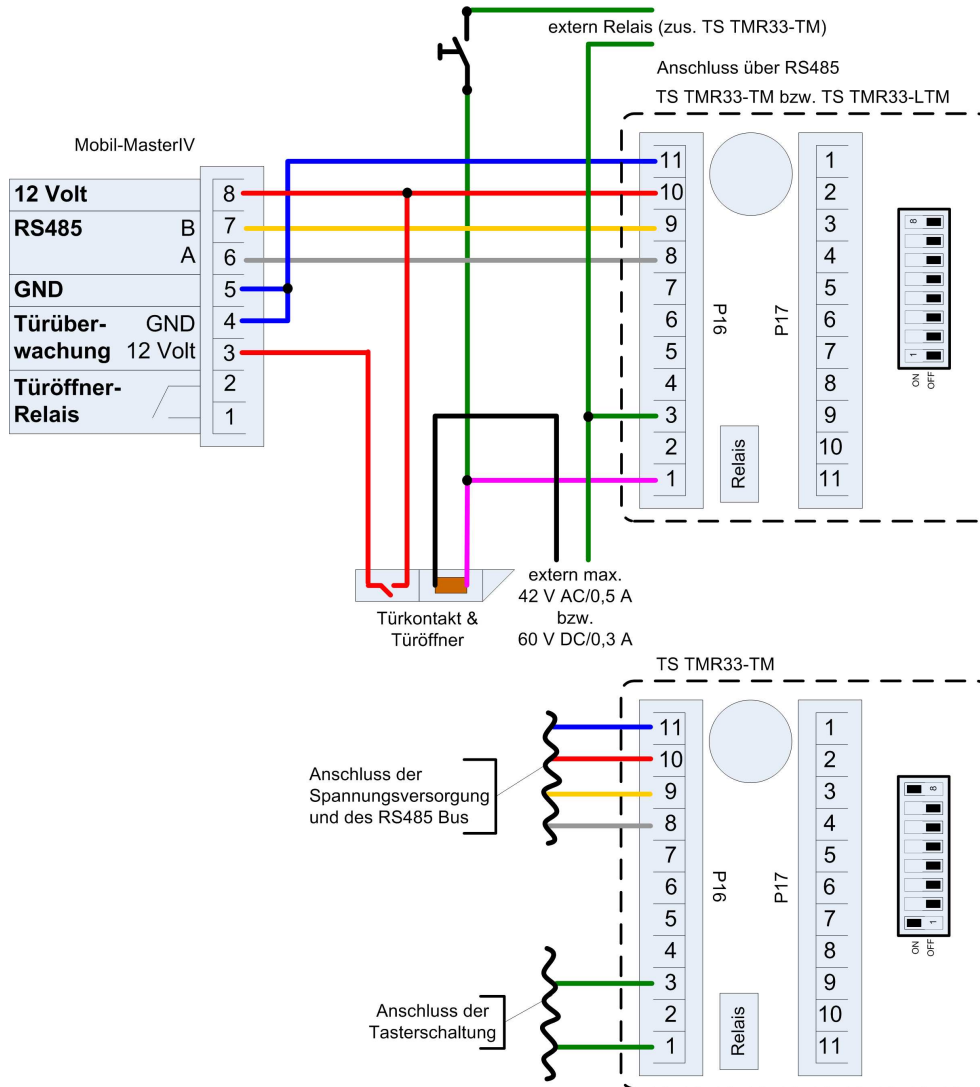 extern Relais (zus. TS TMR33-TM)
Anschluss über RS485
TS TMR33-TM bzw. TS TMR33-LTM
Mobil-MasterIV
12 Volt 8
RS485 B 7
A 6
GND 5
Türüber- GND 4
wachung 12 Volt 3
Türöffner- 2
Relais 1
11
10
9
8
7
6
5
4
3
2
1
P16
P17
Relais
1
2
3
4
5
6
7
8
9
10
11
8
1
ON
OFF
extern max.
42 V AC/0,5 A
bzw.
60 V DC/0,3 A
Türkontakt &
Türöffner
TS TMR33-TM
Anschluss der
Spannungsversorgung
und des RS485 Bus
Anschluss der
Tasterschaltung
11
10
9
8
7
6
5
4
3
2
1
P16
P17
Relais
1
2
3
4
5
6
7
8
9
10
11
8
1
ON
OFF